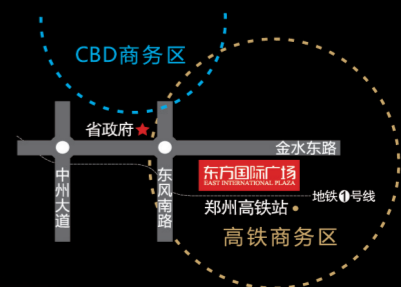 CBD商务区
省政府
金水东路
中州大道
东风南路
东方国际广场
EAST INTERNATIONAL PLAZA
地铁1号线
郑州高铁站
高铁商务区